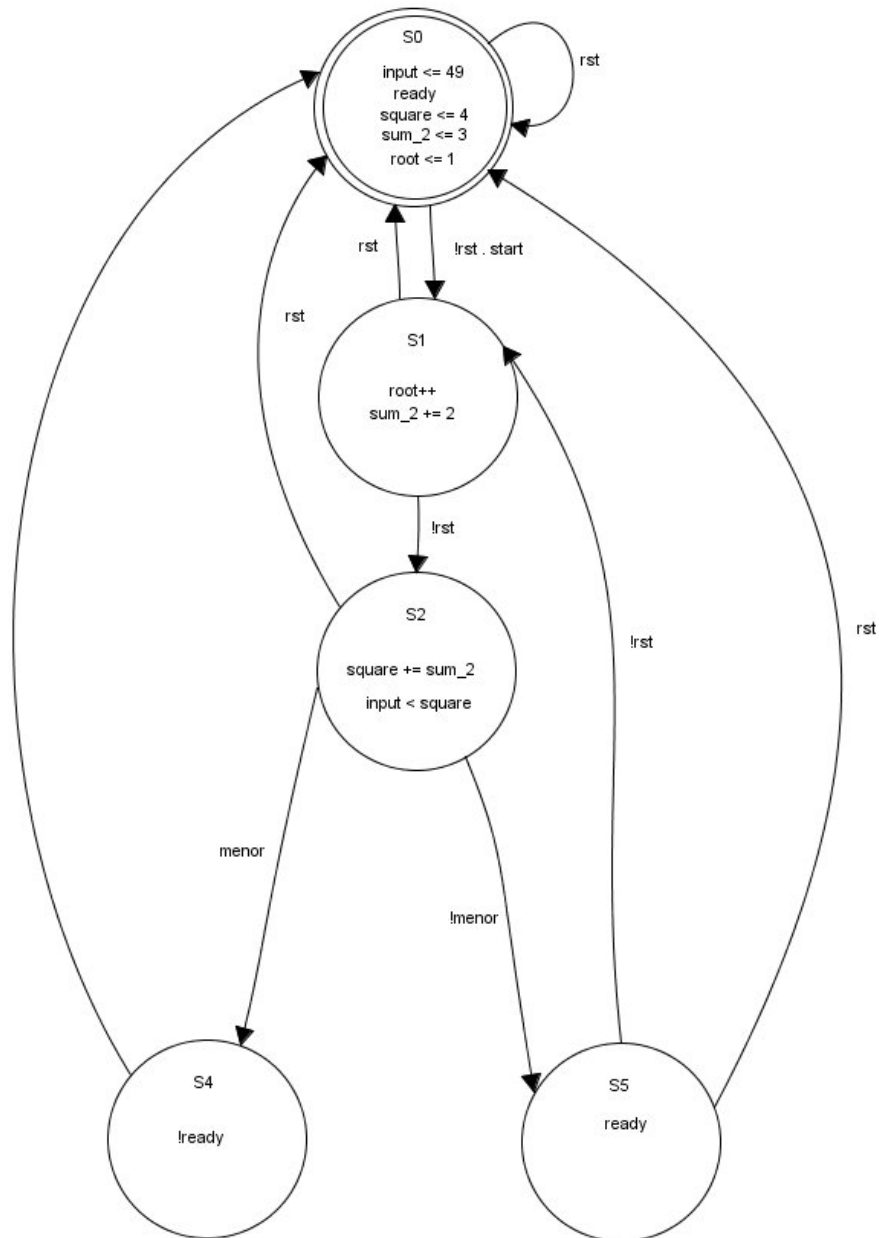 S0
input <= 49
ready
square <= 4
sum_2 <= 3
root <= 1
rst
rst
!rst . start
rst
S1
root++
sum_2 += 2
!rst
S2
square += sum_2
input < square
!rst
rst
menor
!menor
S4
!ready
S5
ready